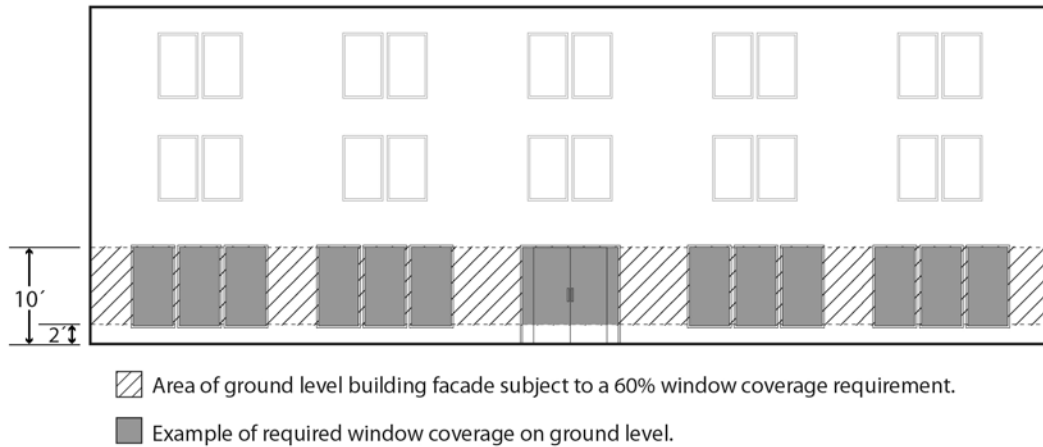 10´
2´
Area of ground level building facade subject to a 60% window coverage requirement.
Example of required window coverage on ground level.